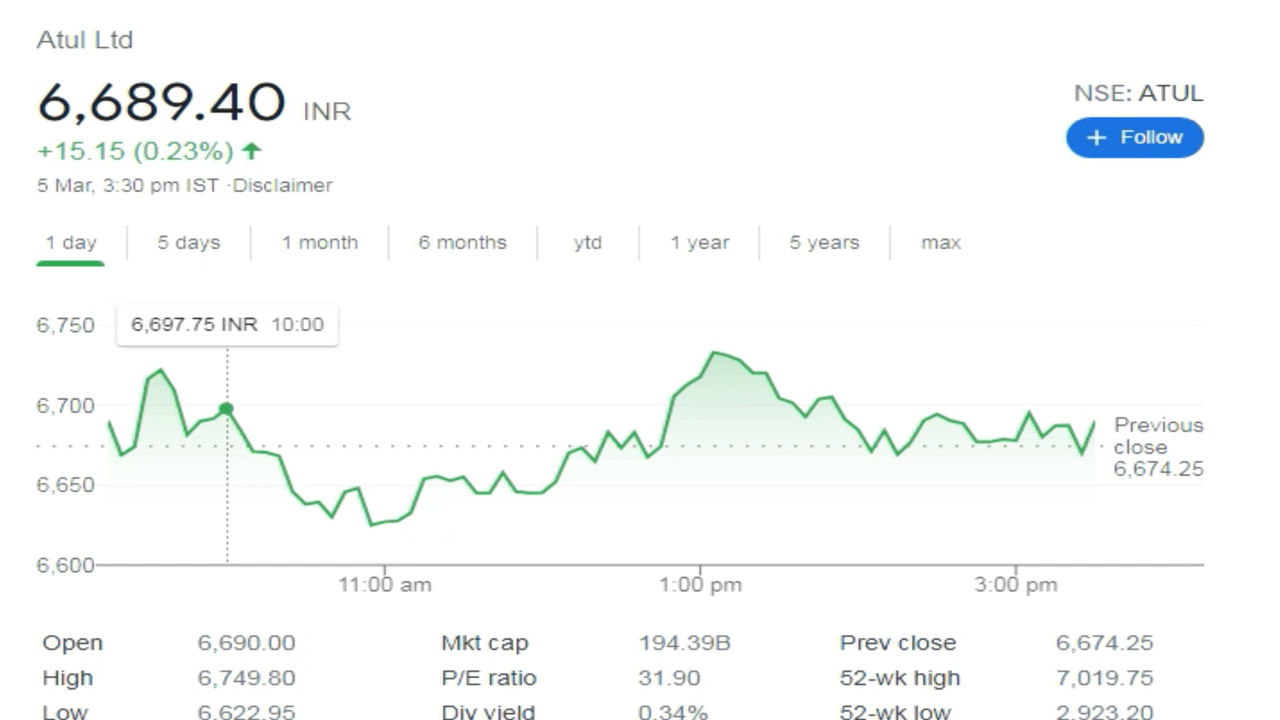 Atul Ltd
6,689.40 INR
NSE: ATUL
+15.15 (0.23%)
+ Follow
5 Mar, 3:30 pm IST ·Disclaimer
1 day 5 days 1 month 6 months ytd 1 year 5 years max
6,750
6,697.75 INR 10:00
6,700
Previous
close
6,674.25
6,650
6,600
11:00 am 1:00 pm 3:00 pm
Open 6,690.00 Mkt cap 194.39B Prev close 6,674.25
High 6,749.80 P/E ratio 31.90 52-wk high 7,019.75
Low 6,622.95 Div yield 0.34% 52-wk low 2,923.20